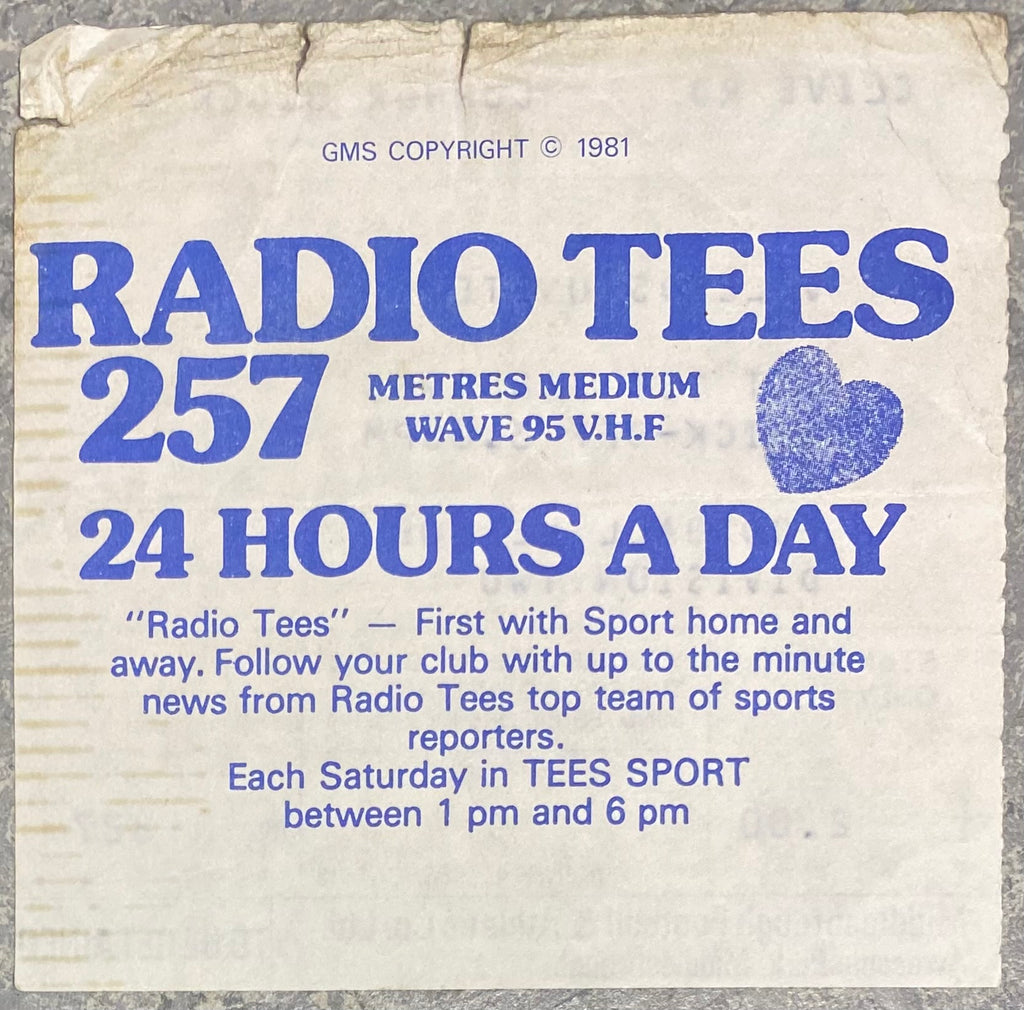 GMS COPYRIGHT © 1981
RADIO TEES
257 METRES MEDIUM
WAVE 95 V.H.F
24 HOURS A DAY
"Radio Tees" — First with Sport home and
away. Follow your club with up to the minute
news from Radio Tees top team of sports
reporters.
Each Saturday in TEES SPORT
between 1 pm and 6 pm